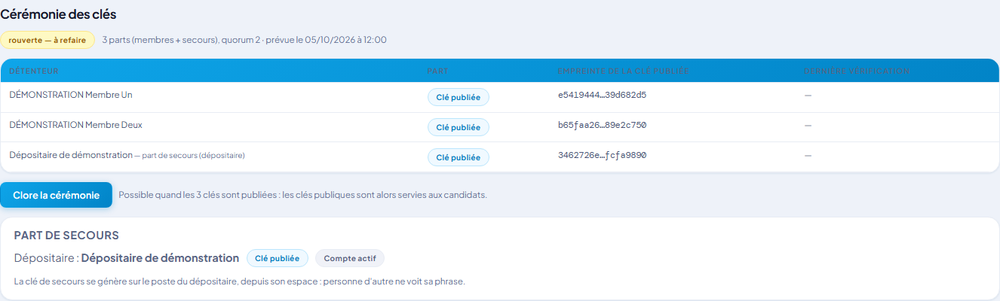 Cérémonie des clés
rouverte — à refaire 3 parts (membres + secours), quorum 2 · prévue le 05/10/2026 à 12:00
DÉTENTEUR PART EMPREINTE DE LA CLÉ PUBLIÉE DERNIÈRE VÉRIFICATION
DÉMONSTRATION Membre Un Clé publiée e5419444…39d682d5 —
DÉMONSTRATION Membre Deux Clé publiée b65faa26…89e2c750 —
Dépositaire de démonstration — part de secours (dépositaire) Clé publiée 3462726e…fcfa9890 —
Clore la cérémonie Possible quand les 3 clés sont publiées : les clés publiques sont alors servies aux candidats.
PART DE SECOURS
Dépositaire : Dépositaire de démonstration Clé publiée Compte actif
La clé de secours se génère sur le poste du dépositaire, depuis son espace : personne d'autre ne voit sa phrase.